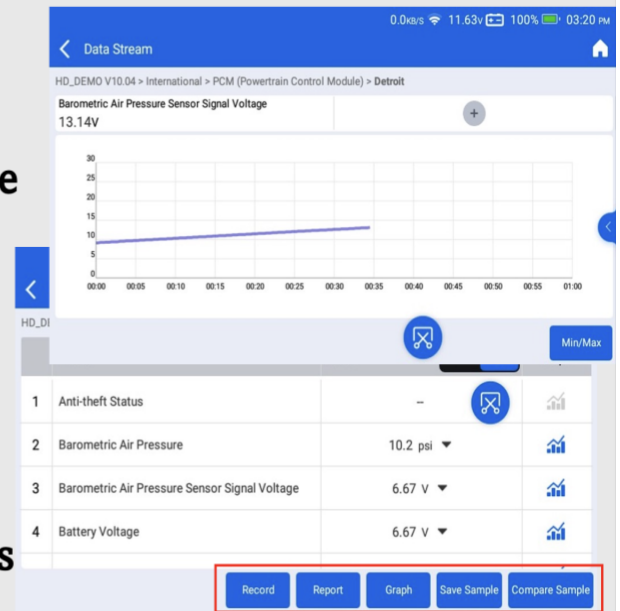 0.0KB/S 11.63V 100% 03:20 PM
Data Stream
HD_DEMO V10.04 > International > PCM (Powertrain Control Module) > Detroit
Barometric Air Pressure Sensor Signal Voltage
13.14V
+
30
25
20
15
10
5
0
00:00 00:05 00:10 00:15 00:20 00:25 00:30 00:35 00:40 00:45 00:50 00:55 01:00
Min/Max
e
HD_DI
1 Anti-theft Status –
2 Barometric Air Pressure 10.2 psi
3 Barometric Air Pressure Sensor Signal Voltage 6.67 V
4 Battery Voltage 6.67 V
s
Record Report Graph Save Sample Compare Sample